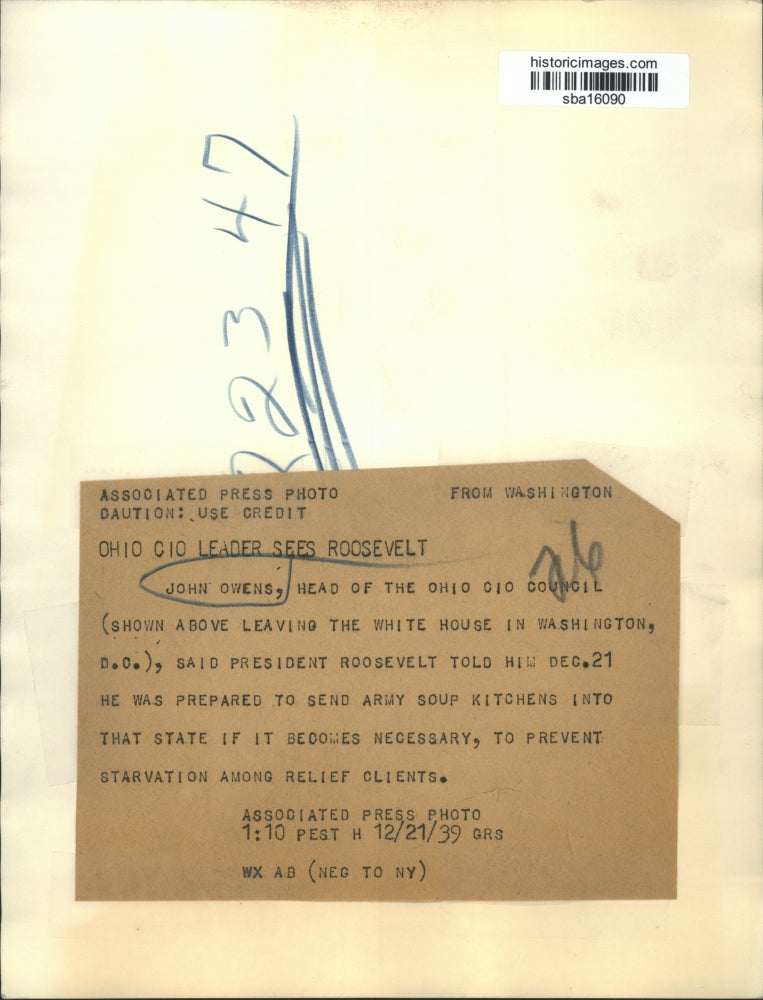 historicimages.com
sba16090
47
223
ASSOCIATED PRESS PHOTO FROM WASHINGTON
CAUTION: USE CREDIT
OHIO CIO LEADER SEES ROOSEVELT
26
JOHN OWENS, HEAD OF THE OHIO CIO COUNCIL
(SHOWN ABOVE LEAVING THE WHITE HOUSE IN WASHINGTON,
D.C.), SAID PRESIDENT ROOSEVELT TOLD HIM DEC.21
HE WAS PREPARED TO SEND ARMY SOUP KITCHENS INTO
THAT STATE IF IT BECOMES NECESSARY, TO PREVENT
STARVATION AMONG RELIEF CLIENTS.
ASSOCIATED PRESS PHOTO
1:10 PEST H 12/21/39 GRS
WX AB (NEG TO NY)